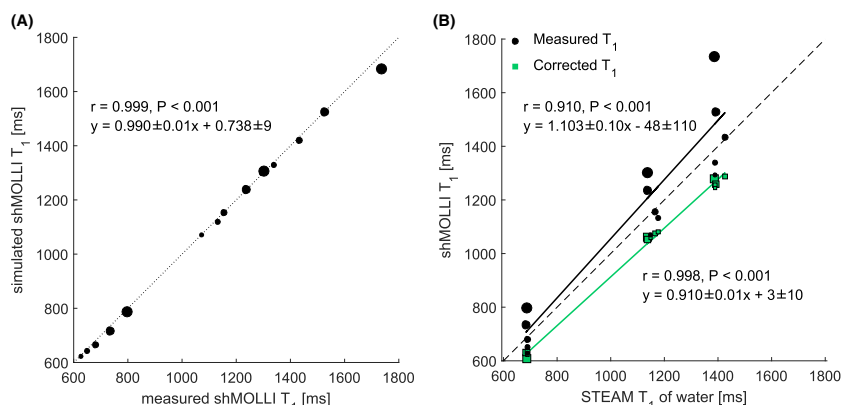 (A)
1800
1600
1400
1200
1000
800
600
600 800 1000 1200 1400 1600 1800
simulated shMOLLI T1 [ms]
measured shMOLLI T1 [ms]
r = 0.999, P < 0.001
y = 0.990±0.01x + 0.738±9
(B)
1800
1600
1400
1200
1000
800
600
600 800 1000 1200 1400 1600 1800
shMOLLI T1 [ms]
STEAM T1 of water [ms]
Measured T1
Corrected T1
r = 0.910, P < 0.001
y = 1.103±0.10x - 48±110
r = 0.998, P < 0.001
y = 0.910±0.01x + 3±10